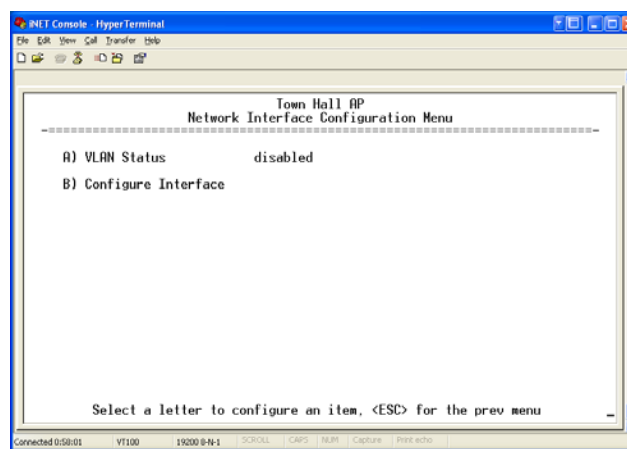 iNET Console - HyperTerminal
File Edit View Call Transfer Help
Town Hall AP
Network Interface Configuration Menu
A) VLAN Status disabled
B) Configure Interface
Select a letter to configure an item, <ESC> for the prev menu
Connected 0:58:01 VT100 19200 8-N-1 SCROLL CAPS NUM Capture Print echo